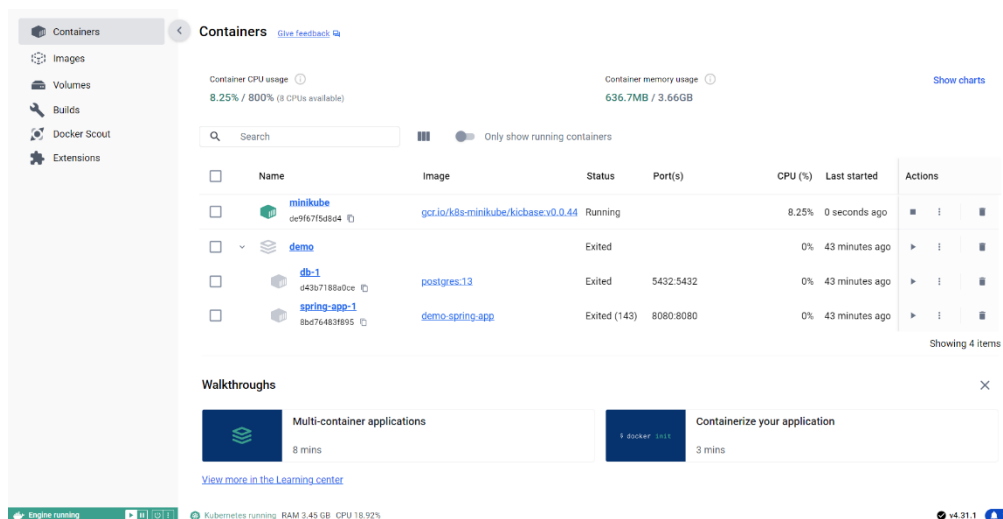 Containers
Images
Volumes
Builds
Docker Scout
Extensions
Containers Give feedback
Container CPU usage
8.25% / 800% (8 CPUs available)
Container memory usage
636.7MB / 3.66GB
Show charts
Search
Only show running containers
Name Image Status Port(s) CPU (%) Last started Actions
minikube
de9f67f5d8d4
gcr.io/k8s-minikube/kicbase:v0.0.44 Running 8.25% 0 seconds ago
demo Exited 0% 43 minutes ago
db-1
d43b7188a0ce
postgres:13 Exited 5432:5432 0% 43 minutes ago
spring-app-1
8bd76483f895
demo-spring-app Exited (143) 8080:8080 0% 43 minutes ago
Showing 4 items
Walkthroughs
Multi-container applications
8 mins
$ docker init
Containerize your application
3 mins
View more in the Learning center
Engine running Kubernetes running RAM 3.45 GB CPU 18.92% v4.31.1